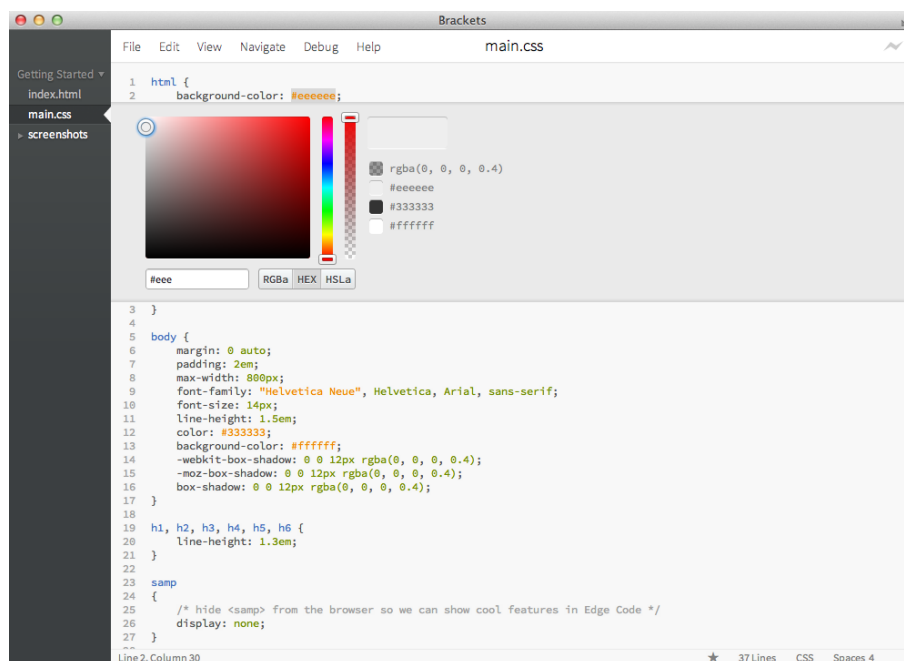 Brackets
File Edit View Navigate Debug Help main.css
Getting Started
index.html
main.css
screenshots
1 html {
2 background-color: #eeeeee;
rgba(0, 0, 0, 0.4)
#eeeeee
#333333
#ffffff
#eee RGBa HEX HSLa
3 }
4
5 body {
6 margin: 0 auto;
7 padding: 2em;
8 max-width: 800px;
9 font-family: "Helvetica Neue", Helvetica, Arial, sans-serif;
10 font-size: 14px;
11 line-height: 1.5em;
12 color: #333333;
13 background-color: #ffffff;
14 -webkit-box-shadow: 0 0 12px rgba(0, 0, 0, 0.4);
15 -moz-box-shadow: 0 0 12px rgba(0, 0, 0, 0.4);
16 box-shadow: 0 0 12px rgba(0, 0, 0, 0.4);
17 }
18
19 h1, h2, h3, h4, h5, h6 {
20 line-height: 1.3em;
21 }
22
23 samp
24 {
25 /* hide <samp> from the browser so we can show cool features in Edge Code */
26 display: none;
27 }
Line 2, Column 30 37 Lines CSS Spaces 4